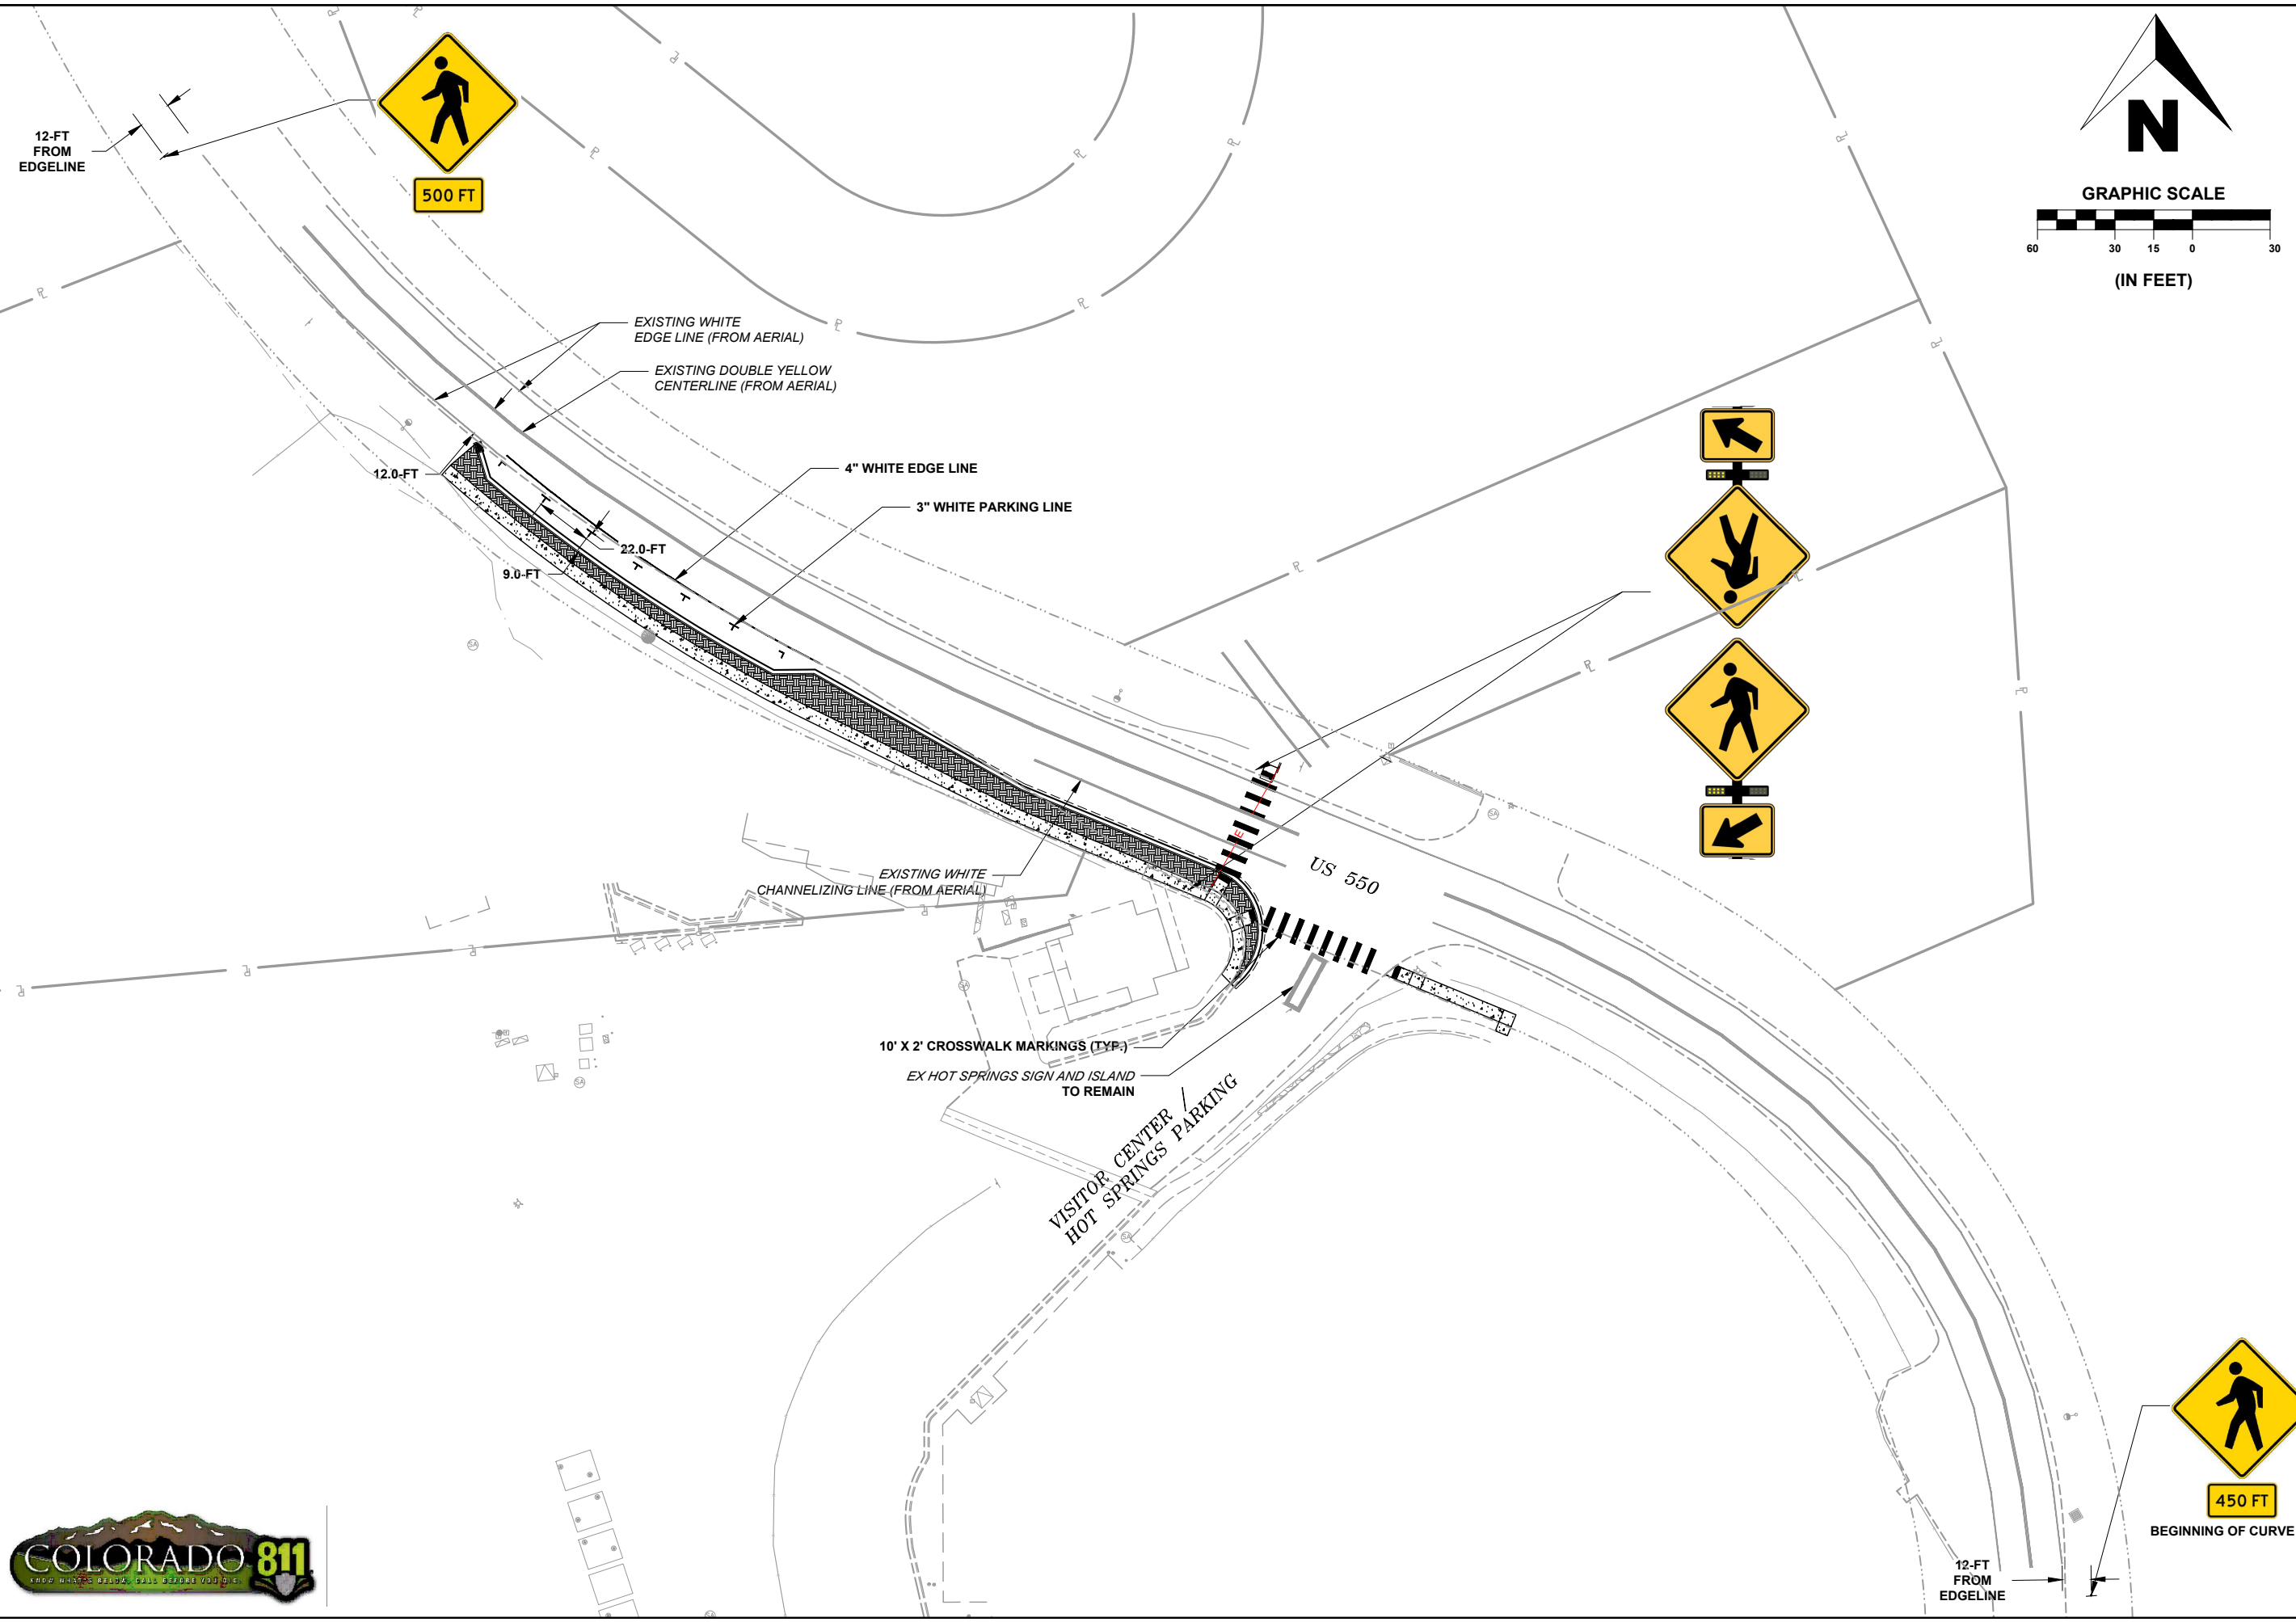 12-FT
FROM
EDGELINE
500 FT
N
GRAPHIC SCALE
60 30 15 0 30
(IN FEET)
EXISTING WHITE
EDGE LINE (FROM AERIAL)
EXISTING DOUBLE YELLOW
CENTERLINE (FROM AERIAL)
12.0-FT
4" WHITE EDGE LINE
3" WHITE PARKING LINE
22.0-FT
9.0-FT
EXISTING WHITE
CHANNELIZING LINE (FROM AERIAL)
E
US 550
10' X 2' CROSSWALK MARKINGS (TYP.)
EX HOT SPRINGS SIGN AND ISLAND
TO REMAIN
VISITOR CENTER /
HOT SPRINGS PARKING
450 FT
BEGINNING OF CURVE
12-FT
FROM
EDGELINE
COLORADO 811